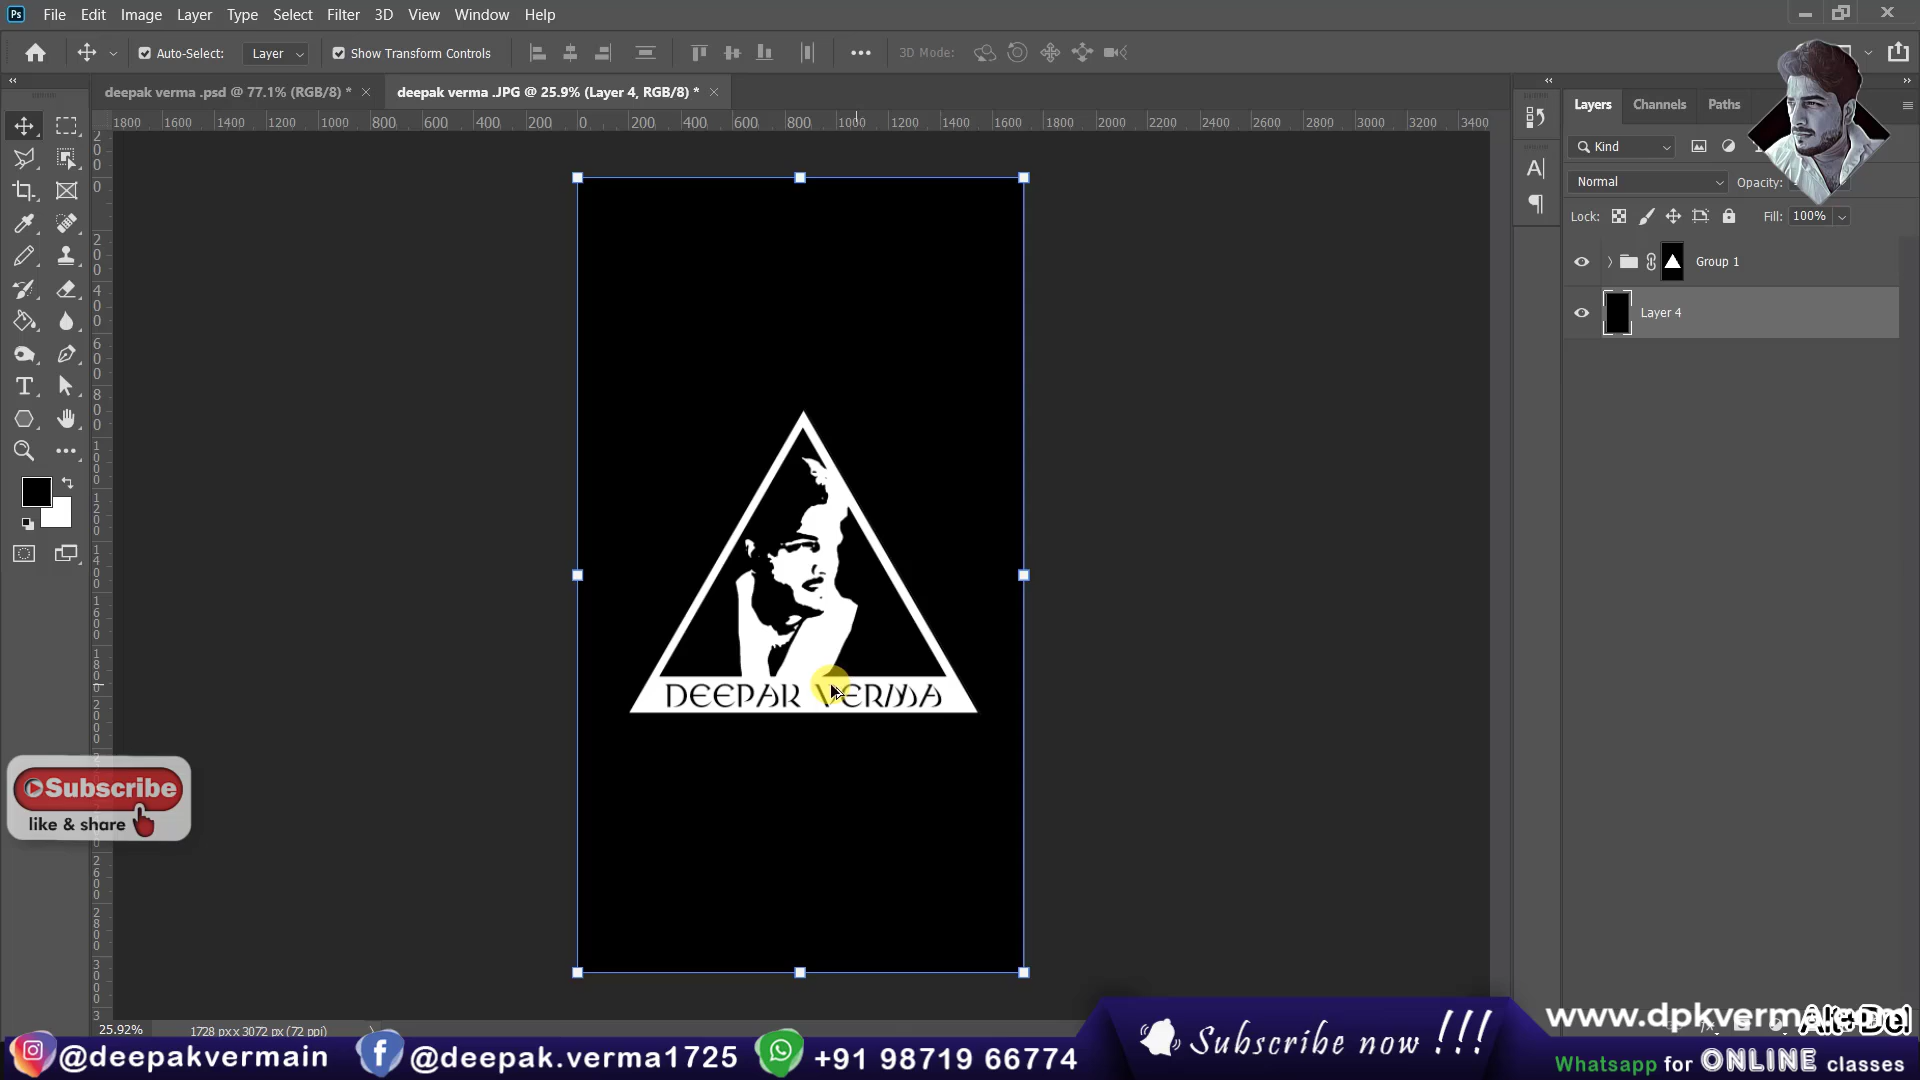 Ps File Edit Image Layer Type Select Filter 3D View Window Help
Auto-Select: Layer Show Transform Controls 3D Mode:
deepak verma .psd @ 77.1% (RGB/8) * deepak verma .JPG @ 25.9% (Layer 4, RGB/8) *
1800 1600 1400 1200 1000 800 600 400 200 0 200 400 600 800 1000 1200 1400 1600 1800 2000 2200 2400 2600 2800 3000 3200 3400
Layers Channels Paths
Kind
Normal Opacity:
Lock: Fill: 100%
Group 1
Layer 4
DEEPAK VERMA
Subscribe
like & share
25.92% 1728 px x 3072 px (72 ppi)
www.dpkverma
Alt+Del
@deepakvermain @deepak.verma1725 +91 98719 66774
Subscribe now !!!
Whatsapp for ONLINE classes